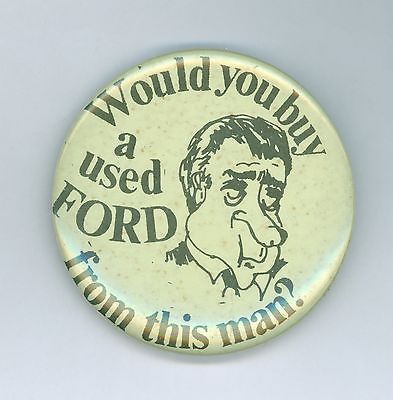 Would you buy
a
used
FORD
from this man?